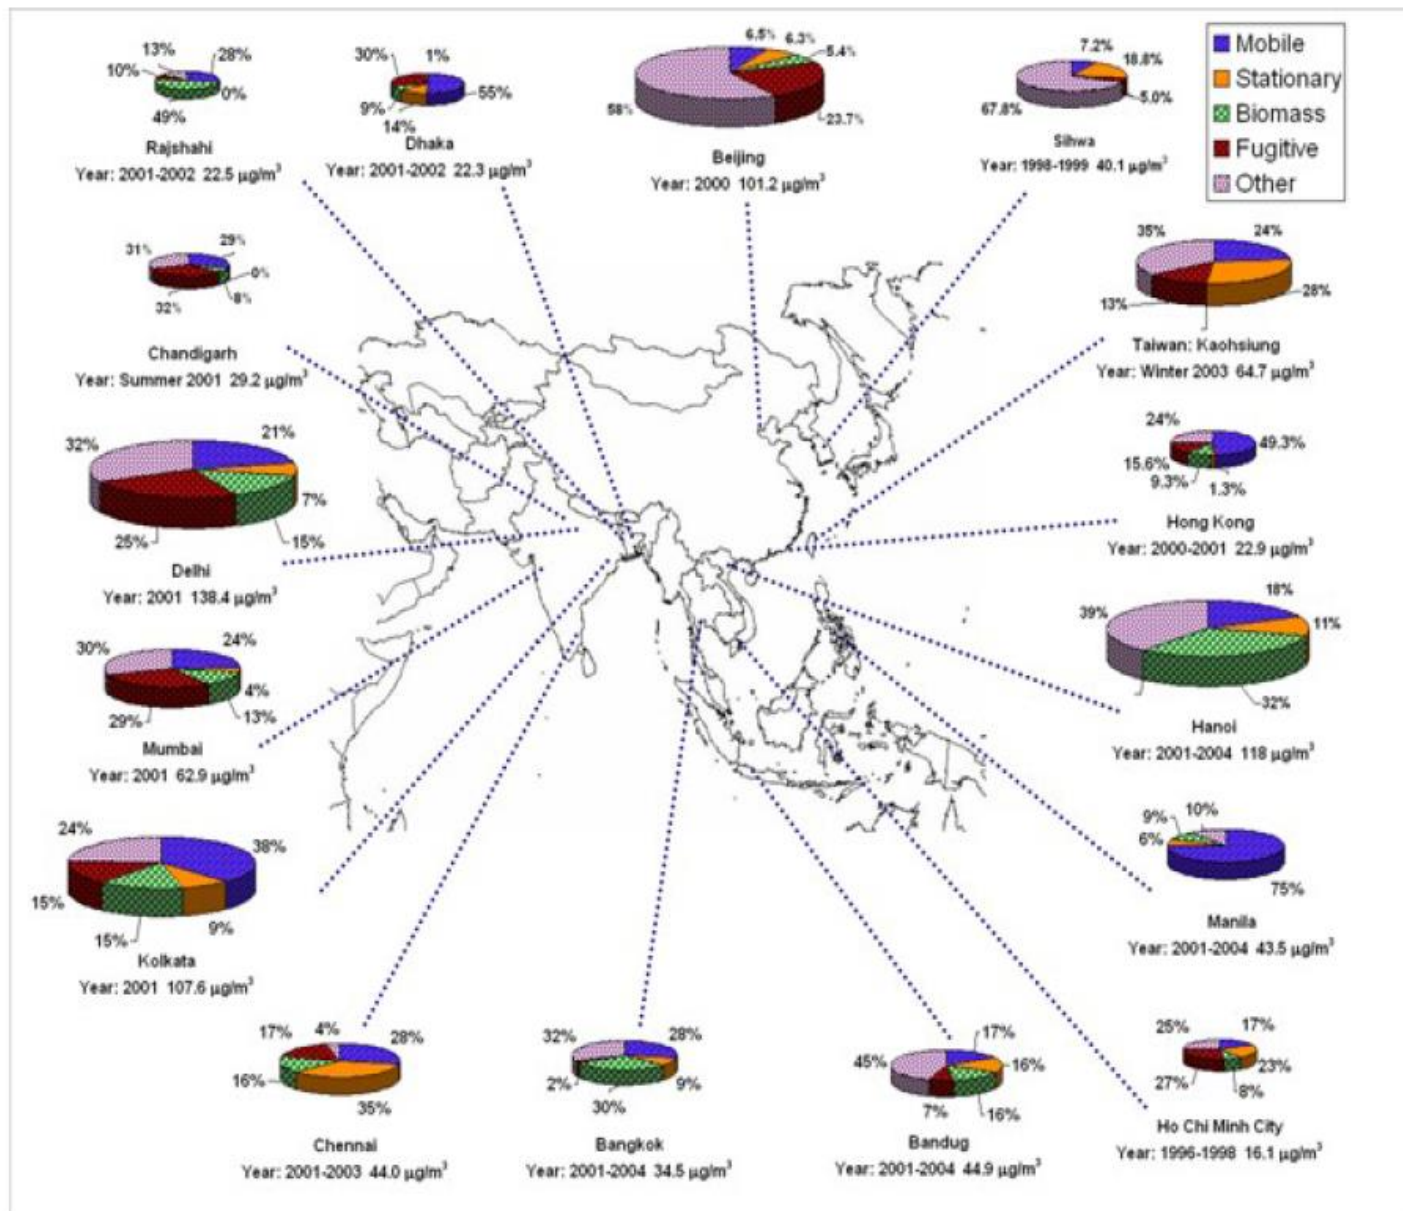 13%
28%
10%
0%
49%
Rajshahi
Year: 2001-2002 22.5 µg/m³
30%
1%
55%
9%
14%
Dhaka
Year: 2001-2002 22.3 µg/m³
6.5%
6.3%
5.4%
58%
23.7%
Beijing
Year: 2000 101.2 µg/m³
7.2%
18.8%
5.0%
67.8%
Sihwa
Year: 1998-1999 40.1 µg/m³
Mobile
Stationary
Biomass
Fugitive
Other
31%
29%
0%
8%
32%
Chandigarh
Year: Summer 2001 29.2 µg/m³
35%
24%
13%
28%
Taiwan: Kaohsiung
Year: Winter 2003 64.7 µg/m³
32%
21%
7%
25%
15%
Delhi
Year: 2001 138.4 µg/m³
24%
49.3%
15.6%
9.3%
1.3%
Hong Kong
Year: 2000-2001 22.9 µg/m³
30%
24%
4%
29%
13%
Mumbai
Year: 2001 62.9 µg/m³
39%
18%
11%
32%
Hanoi
Year: 2001-2004 118 µg/m³
24%
38%
15%
15%
9%
Kolkata
Year: 2001 107.6 µg/m³
9%
10%
6%
75%
Manila
Year: 2001-2004 43.5 µg/m³
17%
4%
28%
16%
35%
Chennai
Year: 2001-2003 44.0 µg/m³
32%
28%
2%
9%
30%
Bangkok
Year: 2001-2004 34.5 µg/m³
17%
45%
16%
7%
16%
Bandug
Year: 2001-2004 44.9 µg/m³
25%
17%
23%
27%
8%
Ho Chi Minh City
Year: 1996-1998 16.1 µg/m³